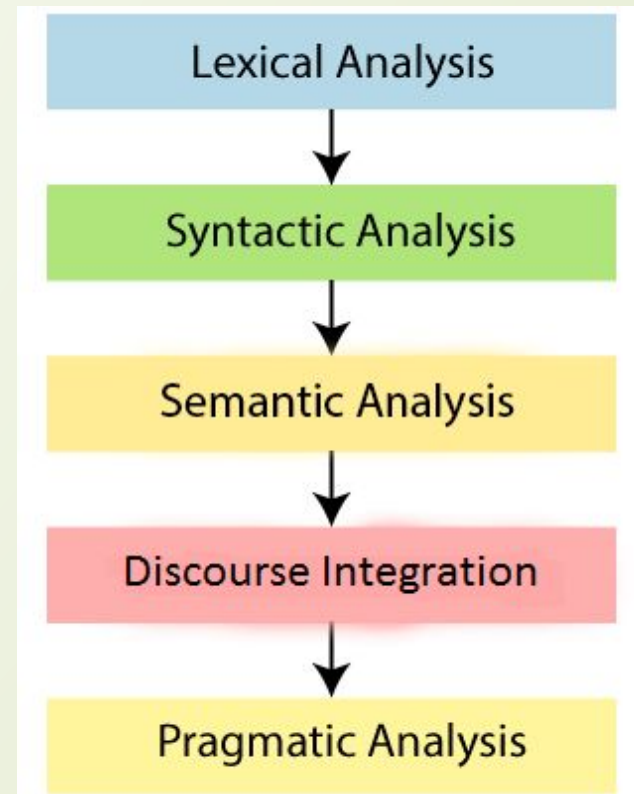 Lexical Analysis
Syntactic Analysis
Semantic Analysis
Discourse Integration
Pragmatic Analysis